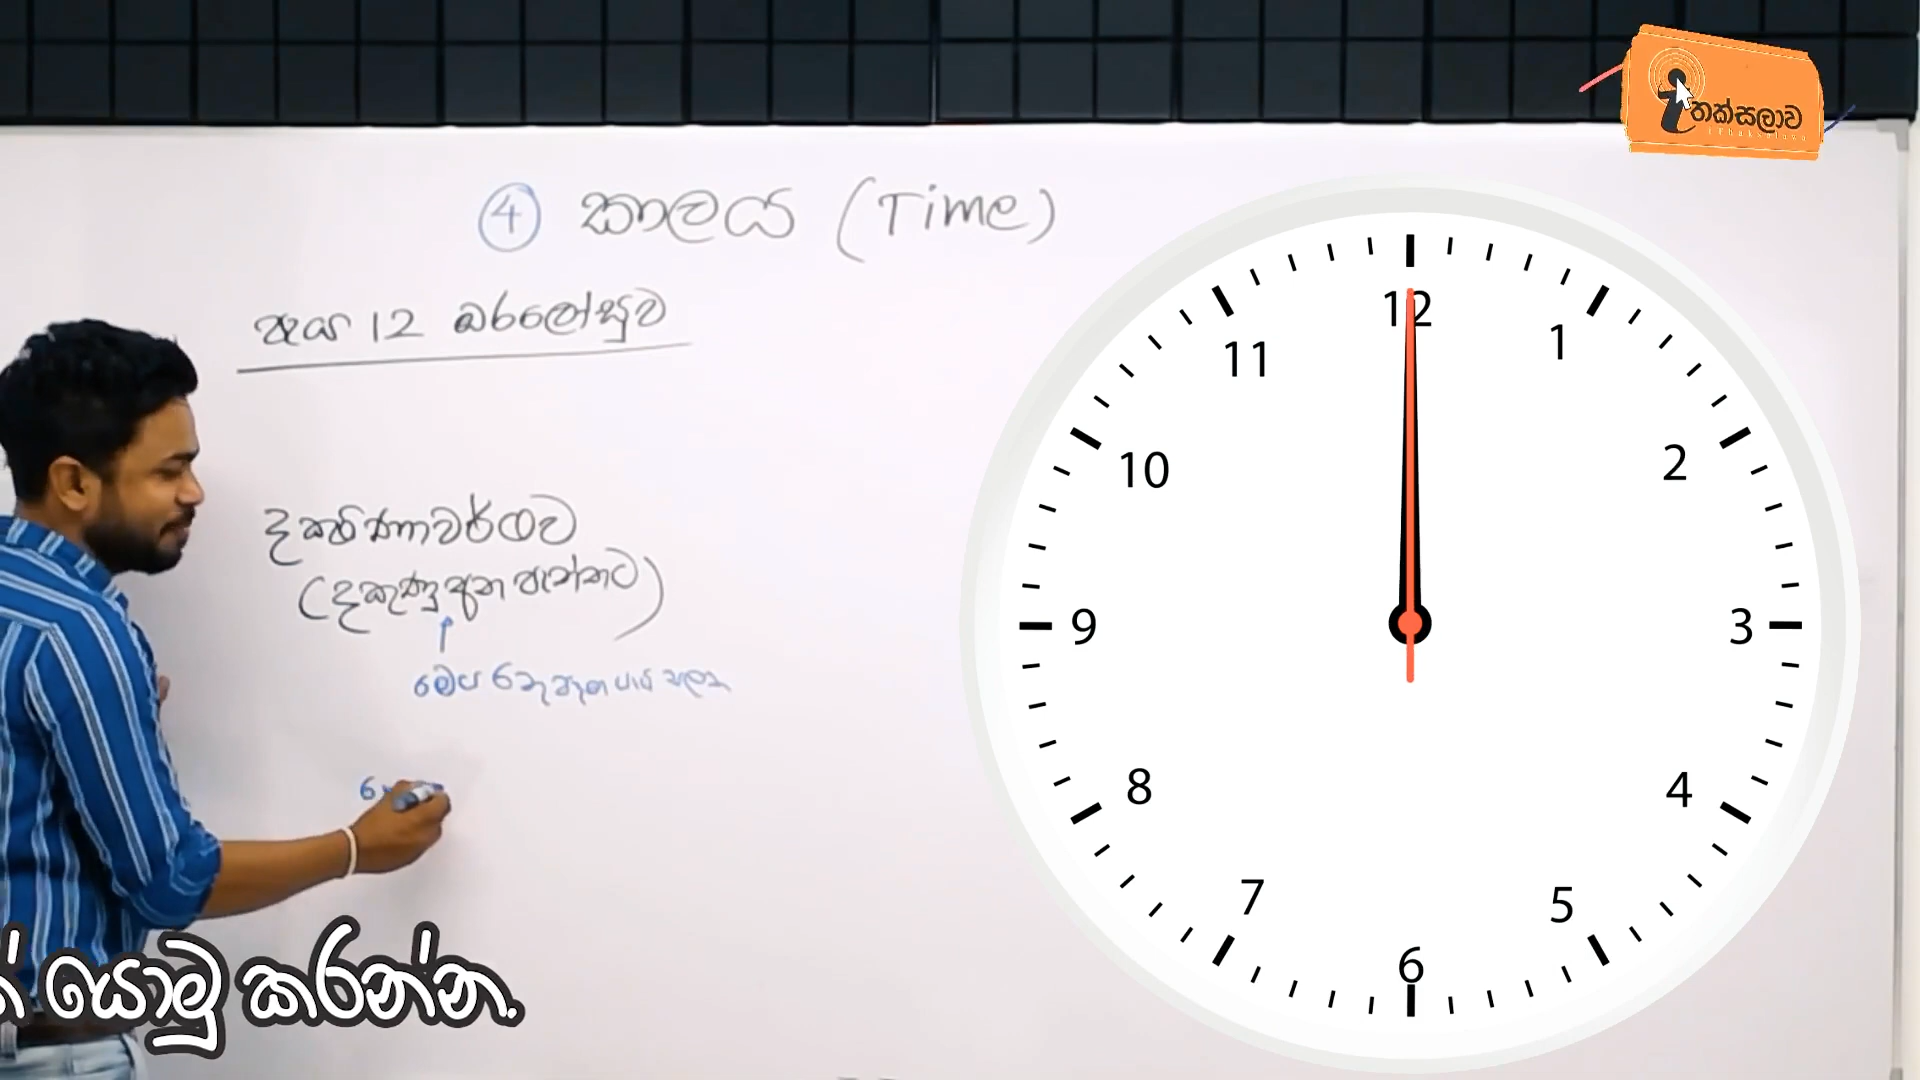 තක්සලාව
iThaksalawa
④ කාලය (Time)
පැය 12 ඔරලෝසුව
දක්ෂිණාවර්තව
(දකුණු අත පැත්තට)
12
1
2
3
4
5
6
7
8
9
10
11
යොමු කරන්න.